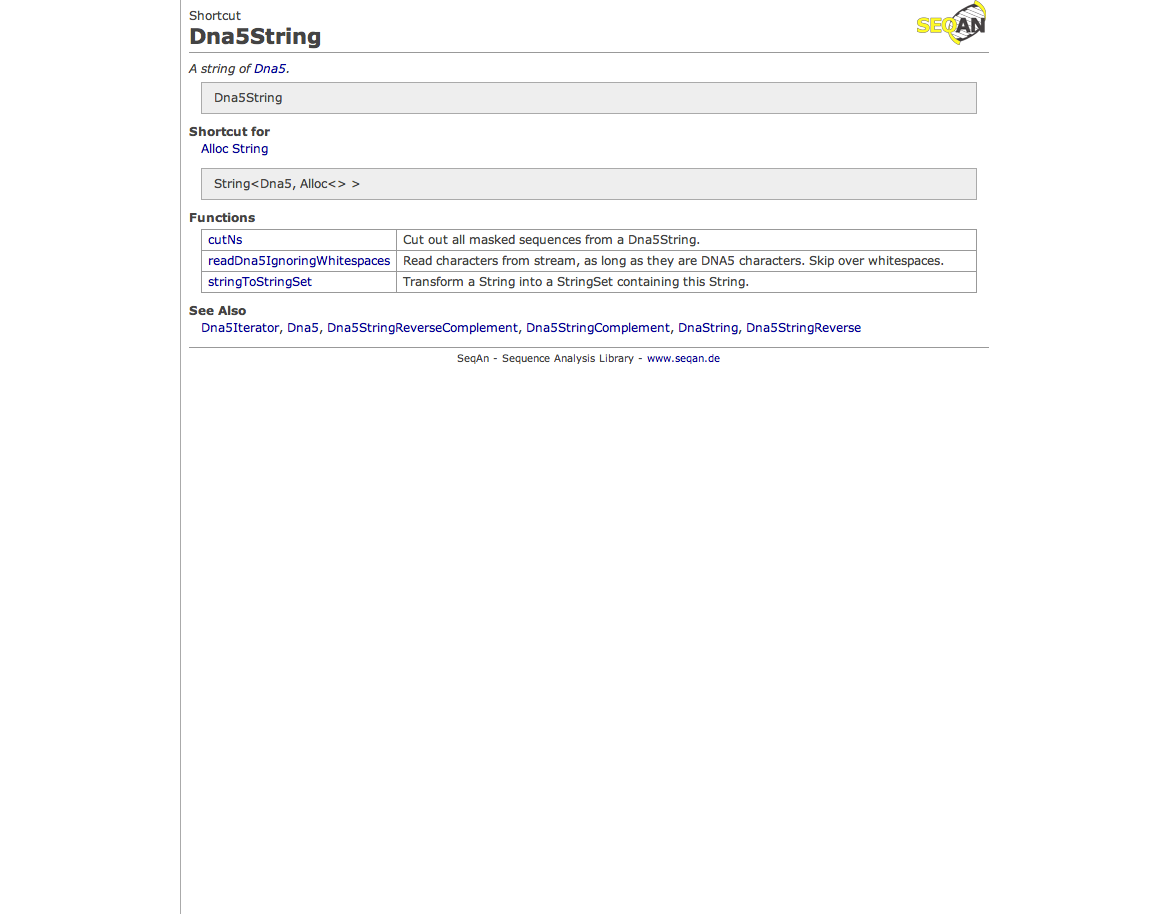 Shortcut
Dna5String
SEQAN
A string of Dna5.
Dna5String
Shortcut for
Alloc String
String<Dna5, Alloc<> >
Functions
cutNs Cut out all masked sequences from a Dna5String.
readDna5IgnoringWhitespaces Read characters from stream, as long as they are DNA5 characters. Skip over whitespaces.
stringToStringSet Transform a String into a StringSet containing this String.
See Also
Dna5Iterator, Dna5, Dna5StringReverseComplement, Dna5StringComplement, DnaString, Dna5StringReverse
SeqAn - Sequence Analysis Library - www.seqan.de